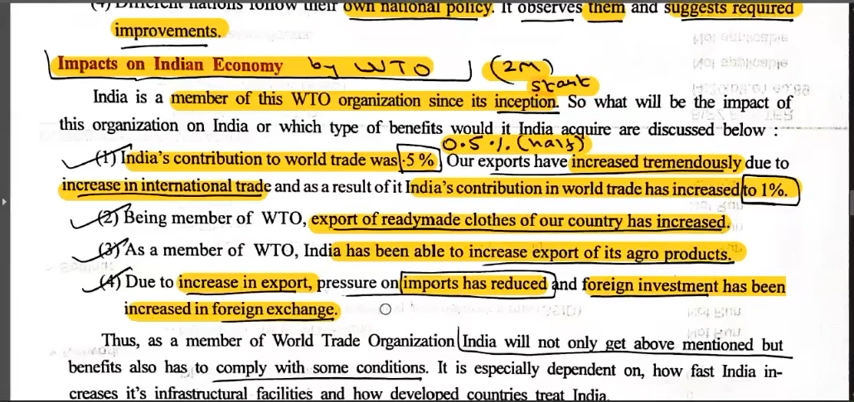 (4) Different nations follow their own national policy. It observes them and suggests required
improvements.
Impacts on Indian Economy by WTO (2M)
start
India is a member of this WTO organization since its inception. So what will be the impact of
this organization on India or which type of benefits would it India acquire are discussed below :
0.5 % (half)
(1) India's contribution to world trade was .5 % Our exports have increased tremendously due to
increase in international trade and as a result of it India's contribution in world trade has increased to 1%.
(2) Being member of WTO, export of readymade clothes of our country has increased.
(3) As a member of WTO, India has been able to increase export of its agro products.
(4) Due to increase in export, pressure on imports has reduced and foreign investment has been
increased in foreign exchange.
Thus, as a member of World Trade Organization India will not only get above mentioned but
benefits also has to comply with some conditions. It is especially dependent on, how fast India in-
creases it's infrastructural facilities and how developed countries treat India.